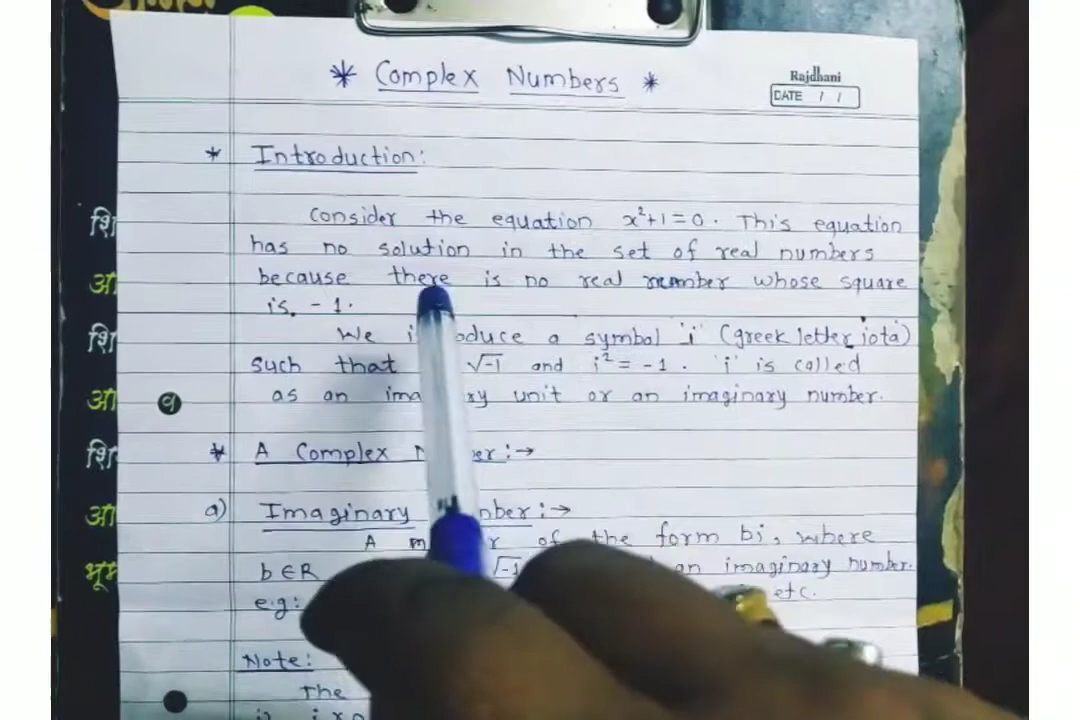 * Complex Numbers *
Rajdhani
DATE / /
* Introduction:
Consider the equation x²+1=0. This equation
has no solution in the set of real numbers
because there is no real number whose square
is. -1.
We a symbol 'i' (greek letter iota)
such that √-1 and i² = -1. 'i' is called
as an unit or an imaginary number.
* A Complex :→
a) Imaginary :→
A of the form bi, where
b∈R √-1 an imaginary number.
e.g: etc.
Note:
The
शि
आ
शि
आ
शि
आ